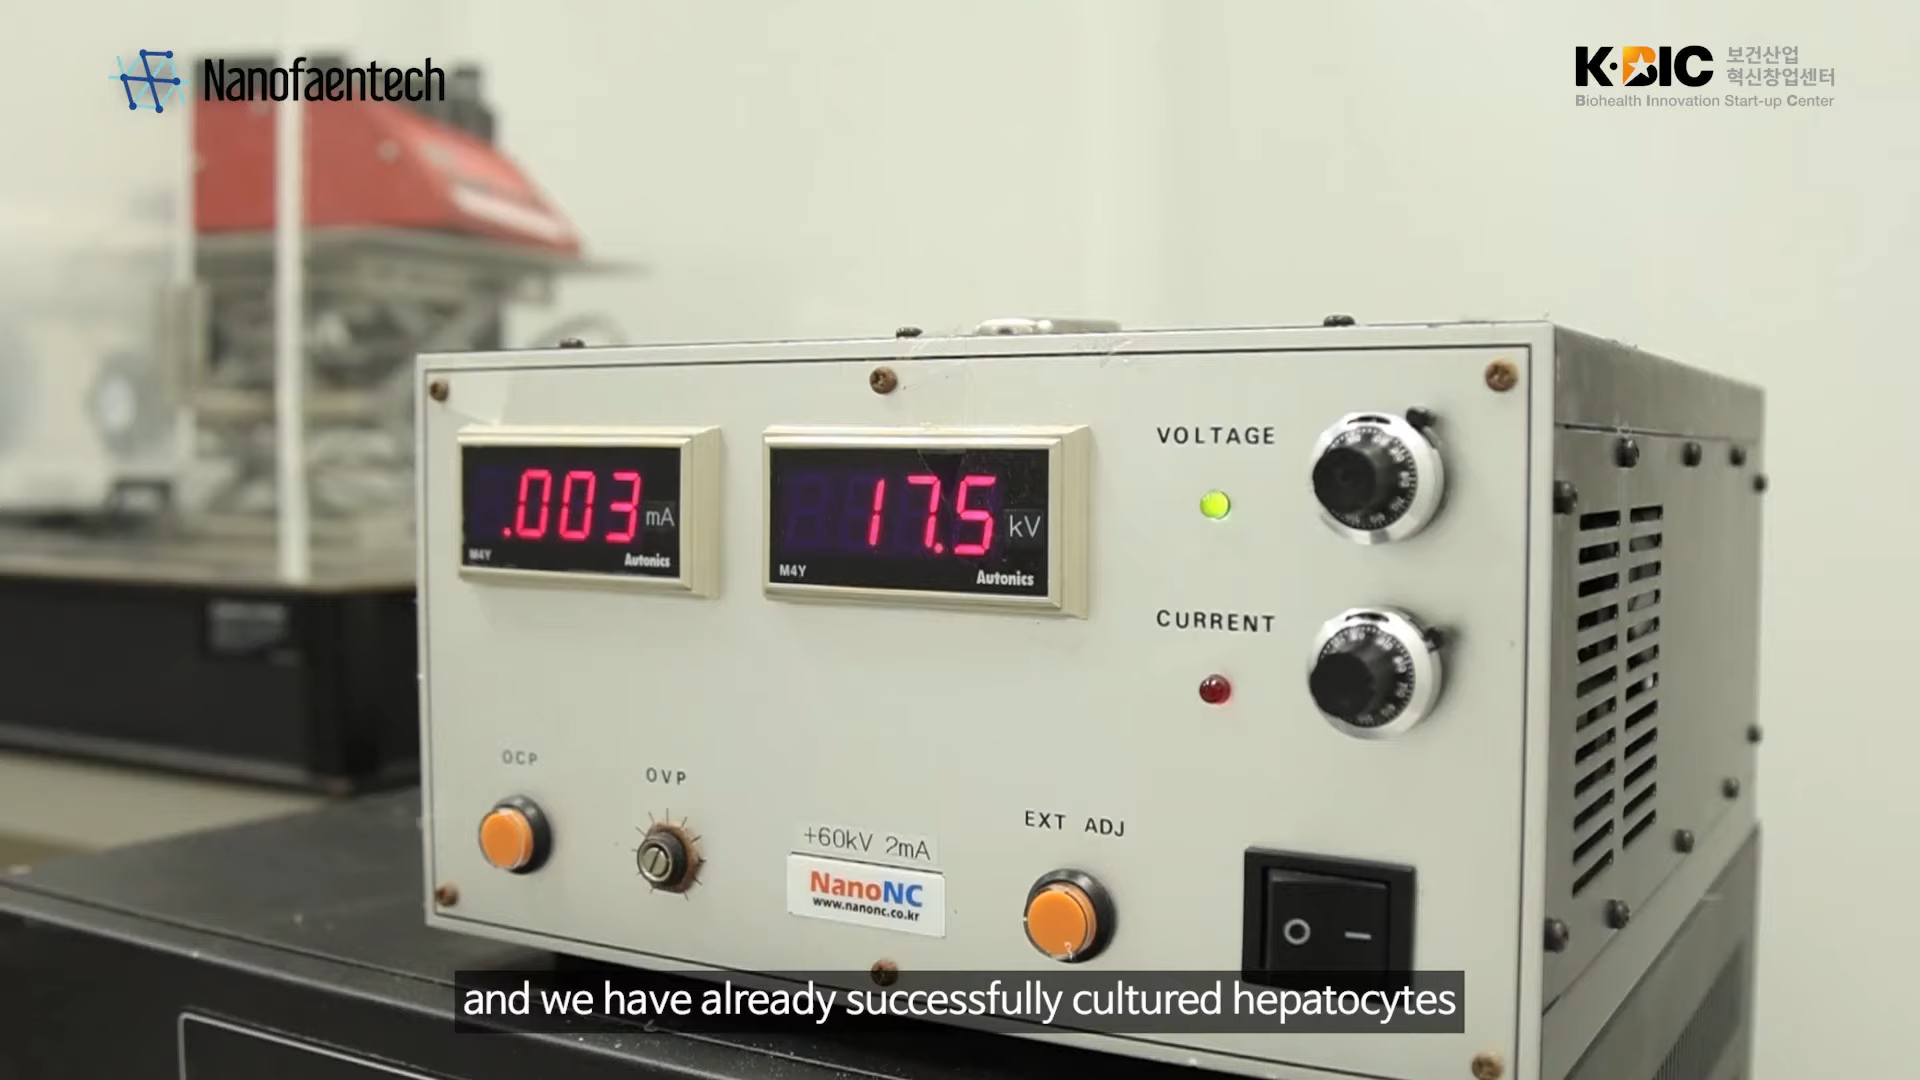 Nanofaentech
K·BIC 보건산업
혁신창업센터
Biohealth Innovation Start-up Center
VOLTAGE
.003 mA
M4Y Autonics
17.5 kV
M4Y Autonics
CURRENT
OCP
OVP
EXT ADJ
+60kV 2mA
NanoNC
www.nanonc.co.kr
and we have already successfully cultured hepatocytes